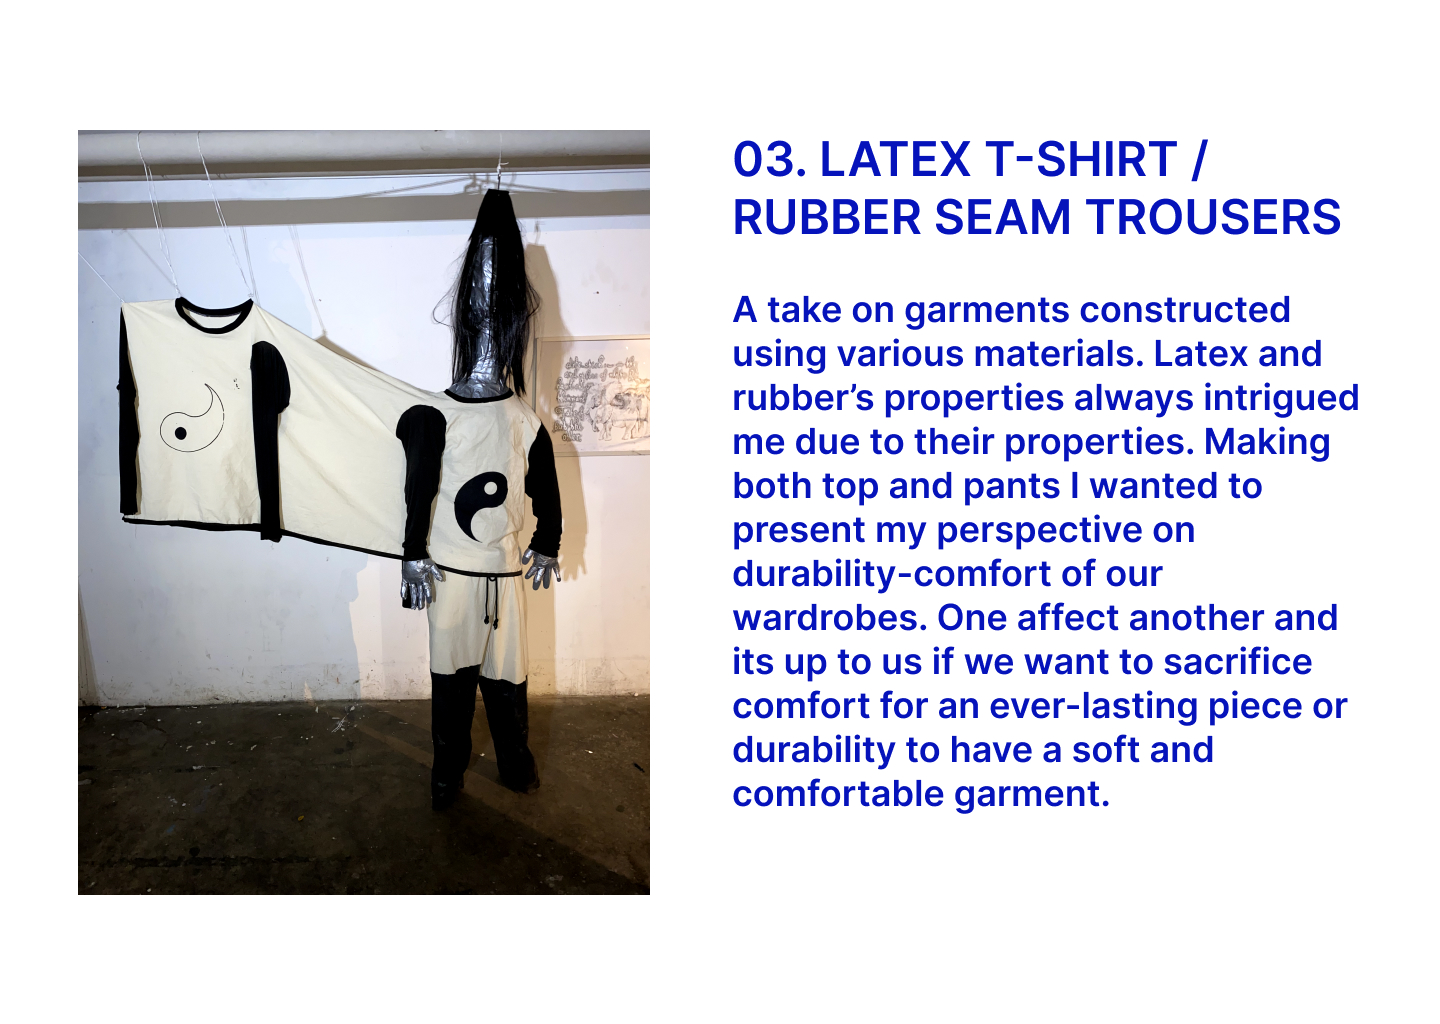 03. LATEX T-SHIRT /
RUBBER SEAM TROUSERS
A take on garments constructed
using various materials. Latex and
rubber’s properties always intrigued
me due to their properties. Making
both top and pants I wanted to
present my perspective on
durability-comfort of our
wardrobes. One affect another and
its up to us if we want to sacrifice
comfort for an ever-lasting piece or
durability to have a soft and
comfortable garment.